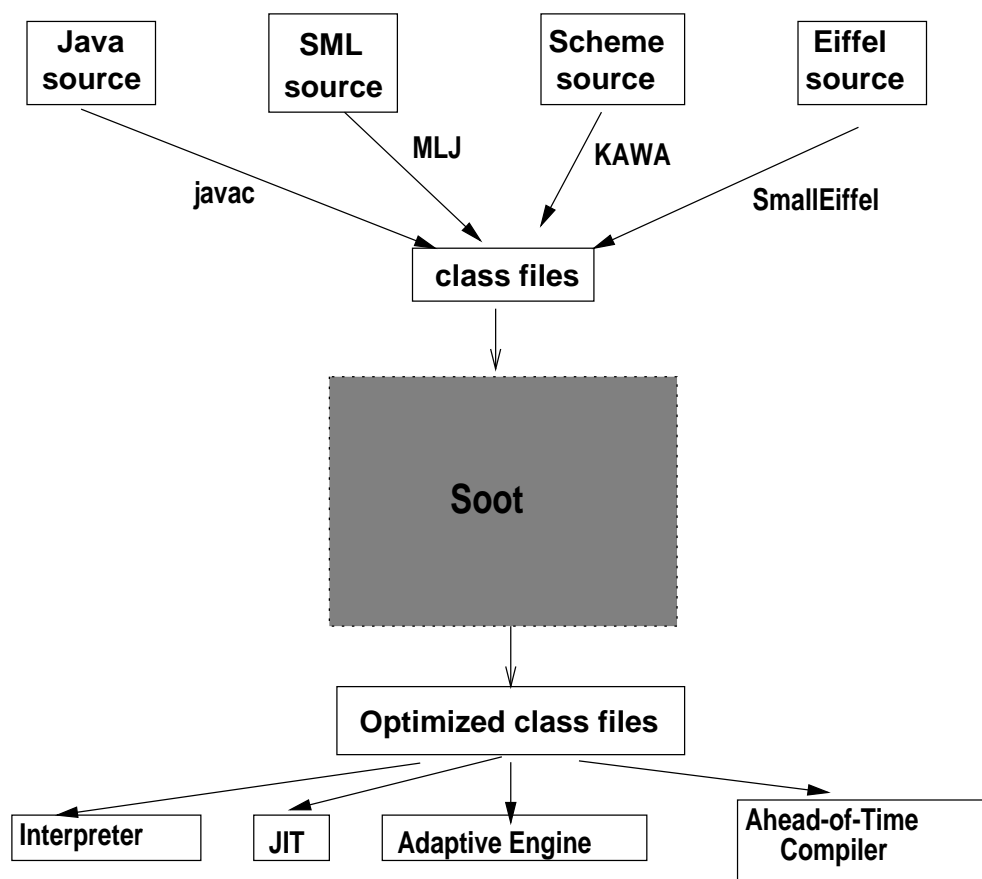 Java
source
SML
source
Scheme
source
Eiffel
source
MLJ
KAWA
javac
SmallEiffel
class files
Soot
Optimized class files
Interpreter
JIT
Adaptive Engine
Ahead-of-Time
Compiler